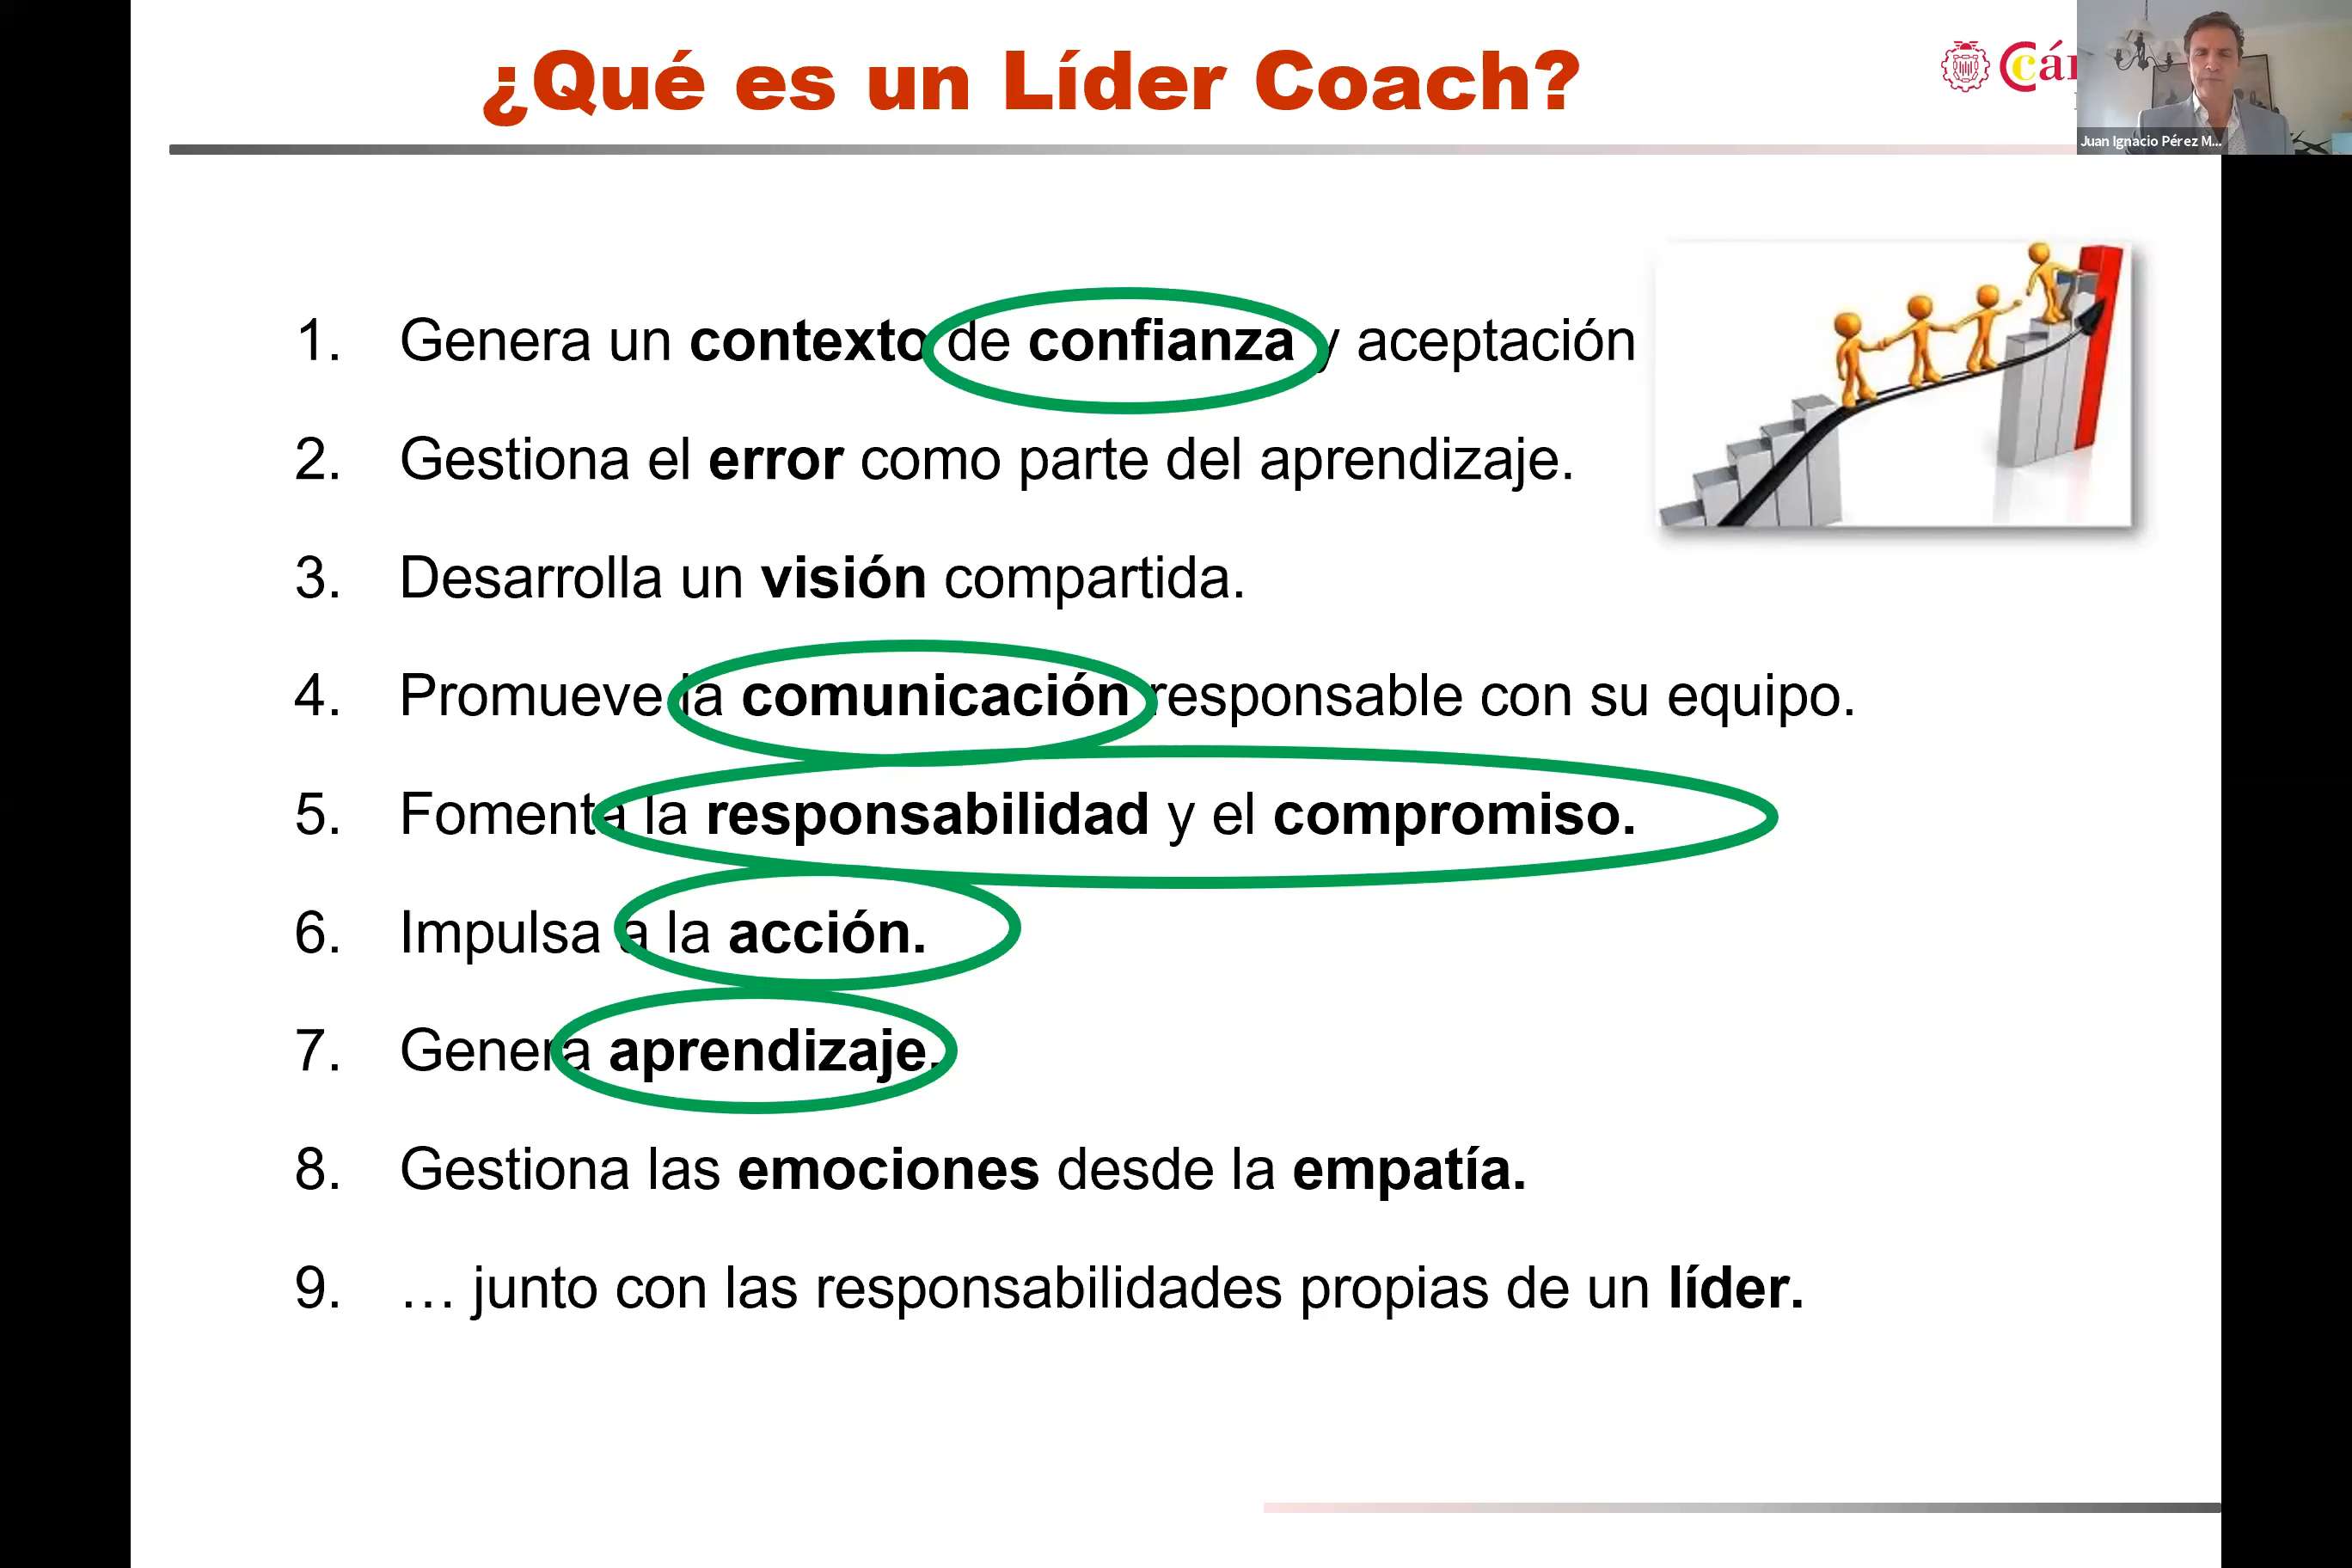 ¿Qué es un Líder Coach?
Juan Ignacio Pérez M...
1. Genera un contexto de confianza y aceptación
2. Gestiona el error como parte del aprendizaje.
3. Desarrolla un visión compartida.
4. Promueve la comunicación responsable con su equipo.
5. Fomenta la responsabilidad y el compromiso.
6. Impulsa a la acción.
7. Genera aprendizaje.
8. Gestiona las emociones desde la empatía.
9. … junto con las responsabilidades propias de un líder.